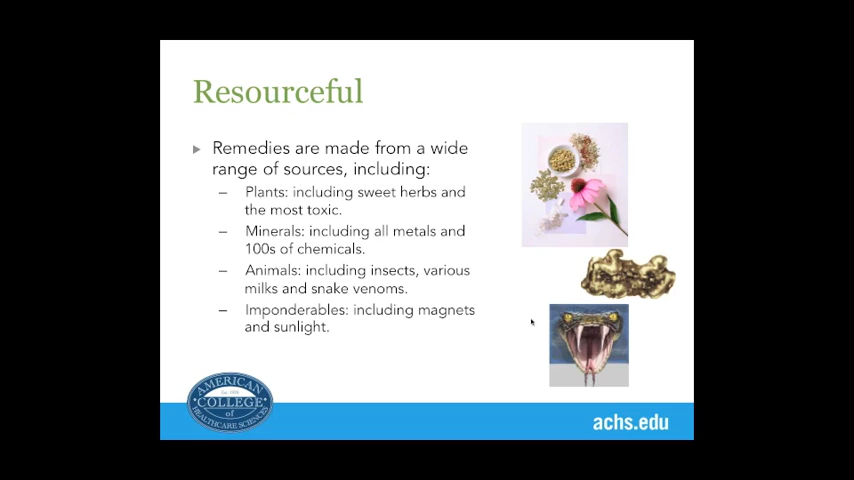 Resourceful
Remedies are made from a wide
range of sources, including:
– Plants: including sweet herbs and
the most toxic.
– Minerals: including all metals and
100s of chemicals.
– Animals: including insects, various
milks and snake venoms.
– Imponderables: including magnets
and sunlight.
AMERICAN
COLLEGE
of
HEALTHCARE SCIENCES
achs.edu